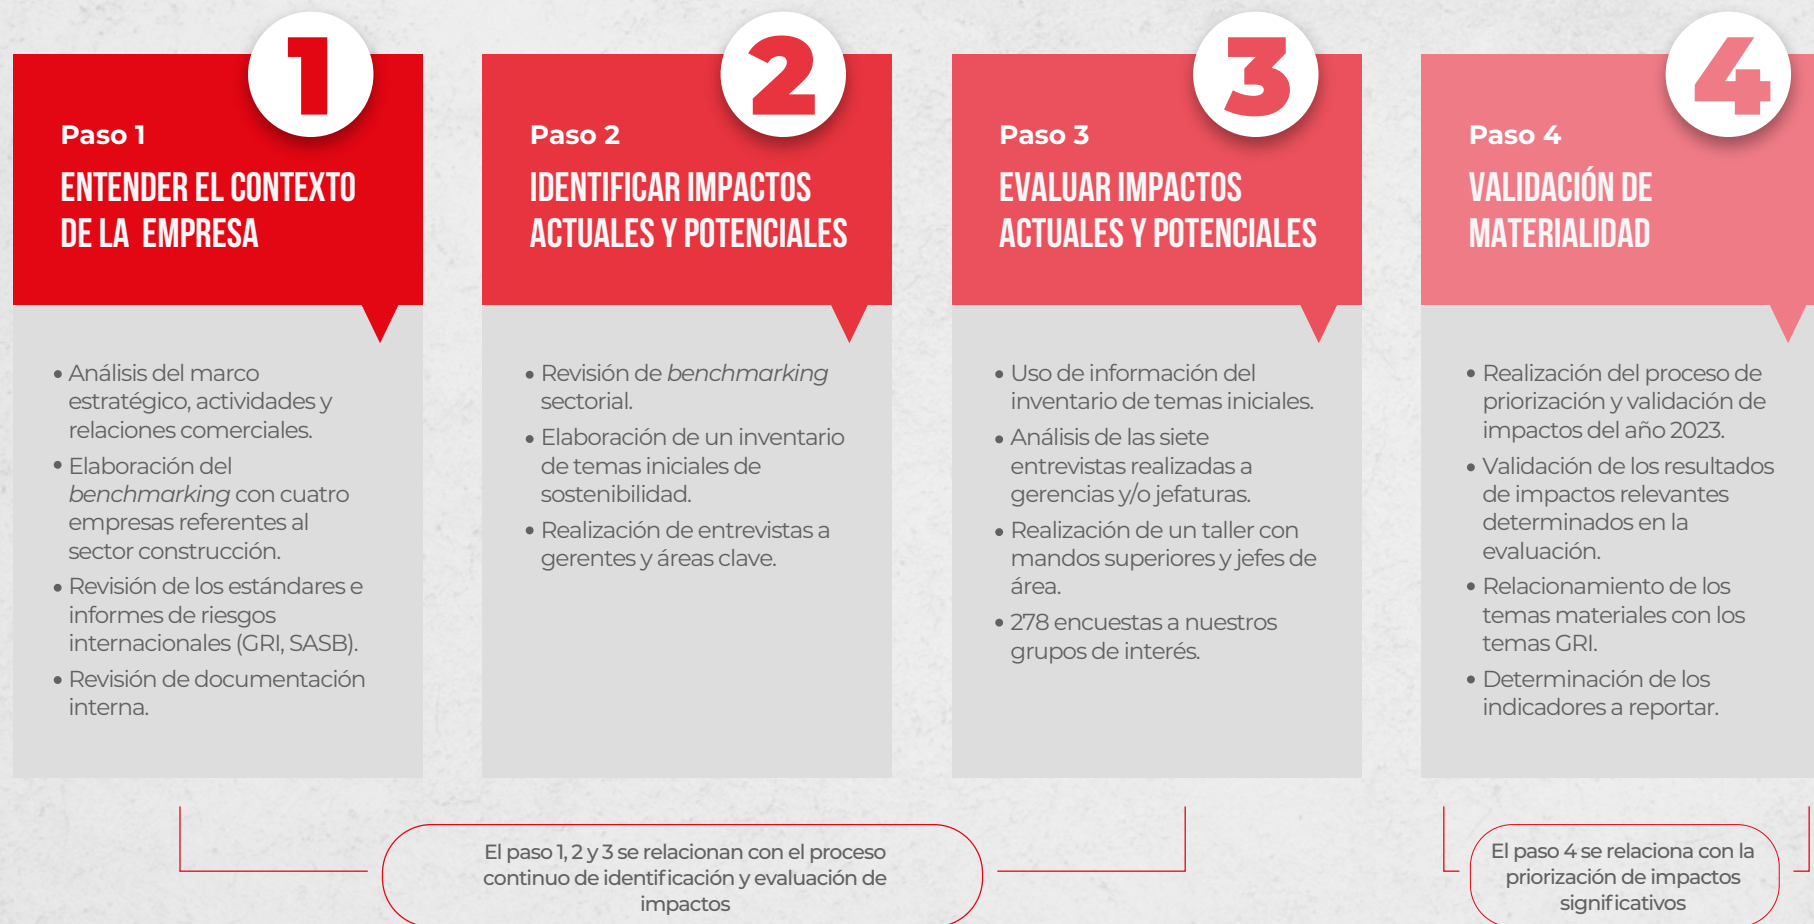 1
Paso 1
ENTENDER EL CONTEXTO
DE LA EMPRESA
• Análisis del marco
estratégico, actividades y
relaciones comerciales.
• Elaboración del
benchmarking con cuatro
empresas referentes al
sector construcción.
• Revisión de los estándares e
informes de riesgos
internacionales (GRI, SASB).
• Revisión de documentación
interna.
2
Paso 2
IDENTIFICAR IMPACTOS
ACTUALES Y POTENCIALES
• Revisión de benchmarking
sectorial.
• Elaboración de un inventario
de temas iniciales de
sostenibilidad.
• Realización de entrevistas a
gerentes y áreas clave.
3
Paso 3
EVALUAR IMPACTOS
ACTUALES Y POTENCIALES
• Uso de información del
inventario de temas iniciales.
• Análisis de las siete
entrevistas realizadas a
gerencias y/o jefaturas.
• Realización de un taller con
mandos superiores y jefes de
área.
• 278 encuestas a nuestros
grupos de interés.
4
Paso 4
VALIDACIÓN DE
MATERIALIDAD
• Realización del proceso de
priorización y validación de
impactos del año 2023.
• Validación de los resultados
de impactos relevantes
determinados en la
evaluación.
• Relacionamiento de los
temas materiales con los
temas GRI.
• Determinación de los
indicadores a reportar.
El paso 1, 2 y 3 se relacionan con el proceso
continuo de identificación y evaluación de
impactos
El paso 4 se relaciona con la
priorización de impactos
significativos